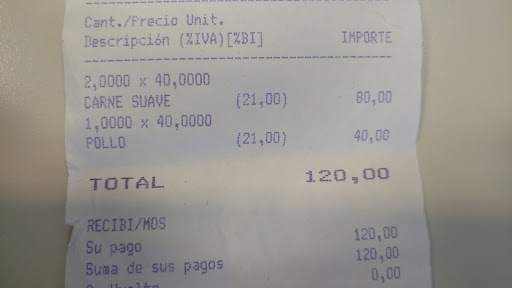 Cant./Precio Unit.
Descripción (%IVA)[%BI] IMPORTE
2,0000 x 40,0000
CARNE SUAVE (21,00) 80,00
1,0000 x 40,0000
POLLO (21,00) 40,00
TOTAL 120,00
RECIBI/MOS
Su pago 120,00
Suma de sus pagos 120,00
Su Vuelto 0,00